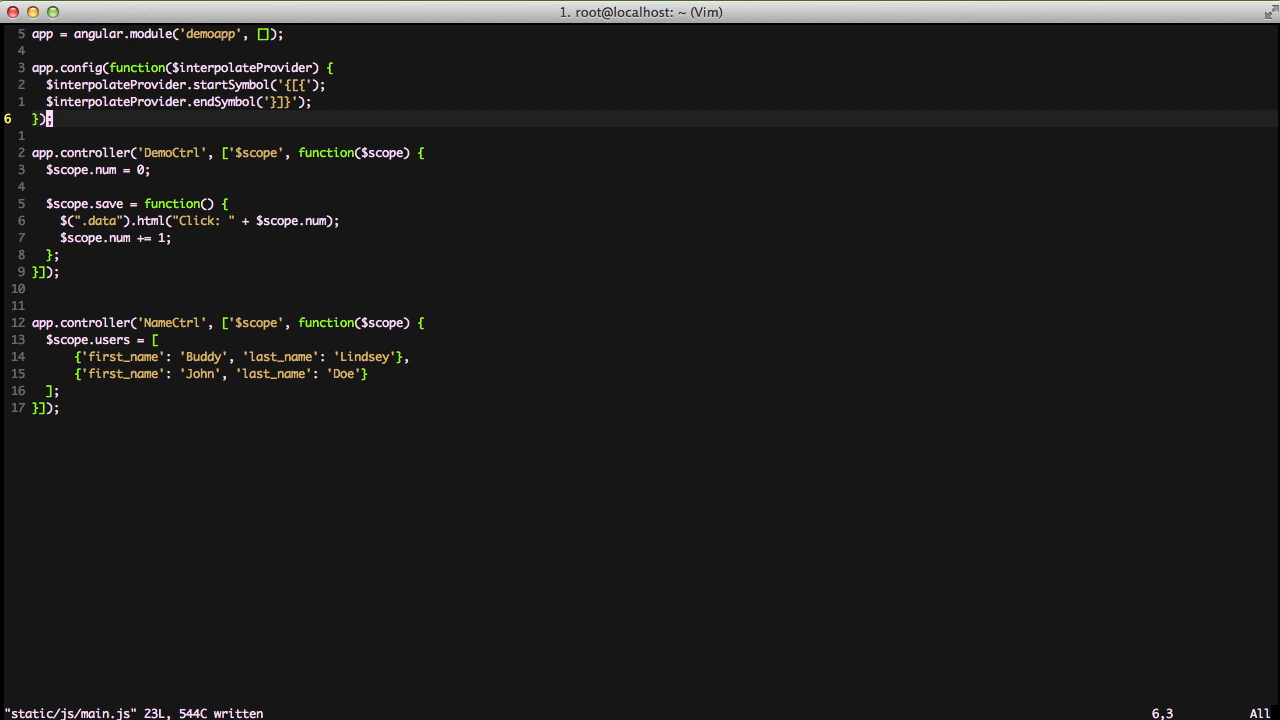 1. root@localhost: ~ (Vim)
5 app = angular.module('demoapp', []);
4
3 app.config(function($interpolateProvider) {
2   $interpolateProvider.startSymbol('{[{');
1   $interpolateProvider.endSymbol('}]}');
6 });
1
2 app.controller('DemoCtrl', ['$scope', function($scope) {
3   $scope.num = 0;
4
5   $scope.save = function() {
6     $(".data").html("Click: " + $scope.num);
7     $scope.num += 1;
8   };
9 }]);
10
11
12 app.controller('NameCtrl', ['$scope', function($scope) {
13   $scope.users = [
14       {'first_name': 'Buddy', 'last_name': 'Lindsey'},
15       {'first_name': 'John', 'last_name': 'Doe'}
16   ];
17 }]);
"static/js/main.js" 23L, 544C written 6,3 All